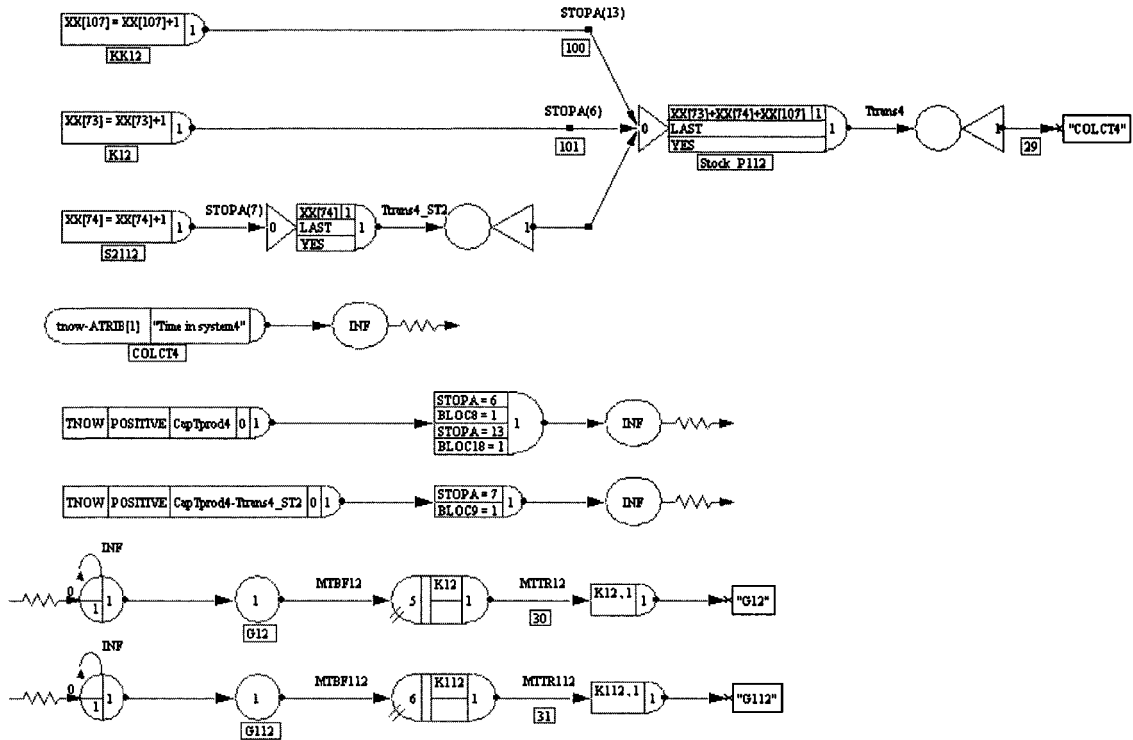 XX[107] = XX[107]+1 1
KK12
STOPA(13)
100
XX[73] = XX[73]+1 1
K12
STOPA(6)
101
0 XX[73]+XX[74]+XX[107] 1
LAST 1
YES
Stock_P112
Ttrans4
1
29
"COLCT4"
XX[74] = XX[74]+1 1
S2112
STOPA(7)
0 XX[74] 1
LAST 1
YES
Ttrans4_ST2
1
tnow-ATRIB[1] "Time in system4"
COLCT4
INF
TNOW POSITIVE CapTprod4 0 1
STOPA = 6
BLOC8 = 1
STOPA = 13
BLOC18 = 1
1
INF
TNOW POSITIVE CapTprod4-Ttrans4_ST2 0 1
STOPA = 7
BLOC9 = 1
1
INF
INF
0 1 1
1
G12
MTBF12
5 K12 1
MTTR12
30
K12,1 1
"G12"
INF
0 1 1
1
G112
MTBF112
6 K112 1
MTTR112
31
K112,1 1
"G112"